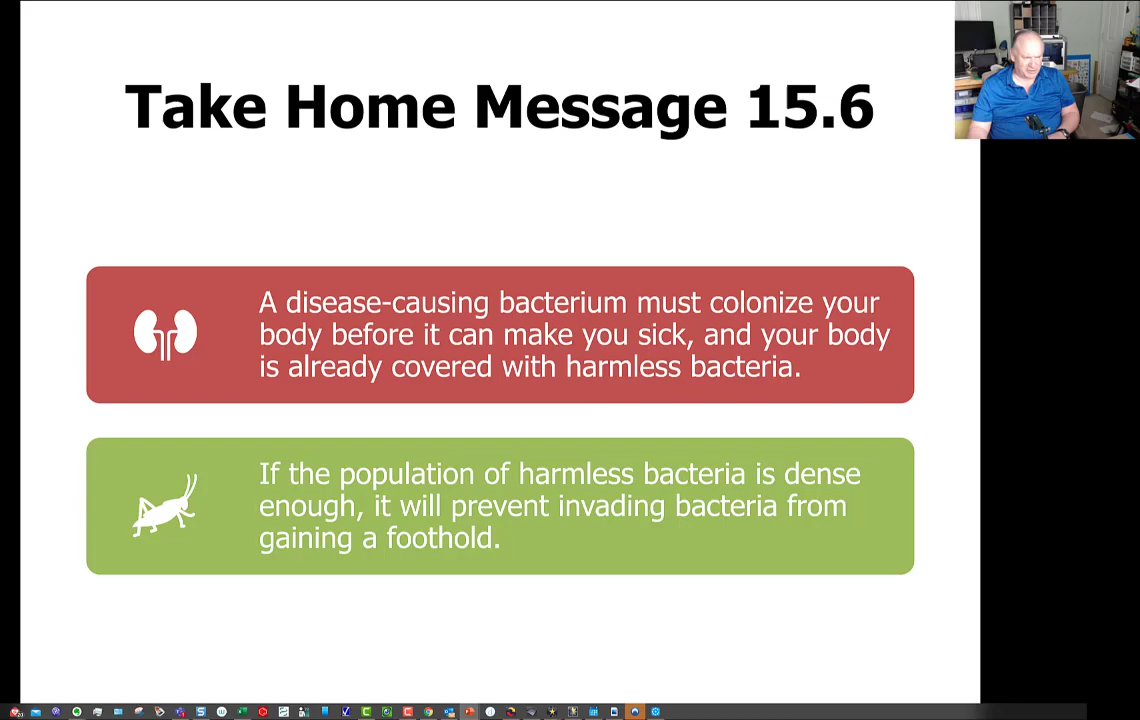 Take Home Message 15.6
A disease-causing bacterium must colonize your
body before it can make you sick, and your body
is already covered with harmless bacteria.
If the population of harmless bacteria is dense
enough, it will prevent invading bacteria from
gaining a foothold.